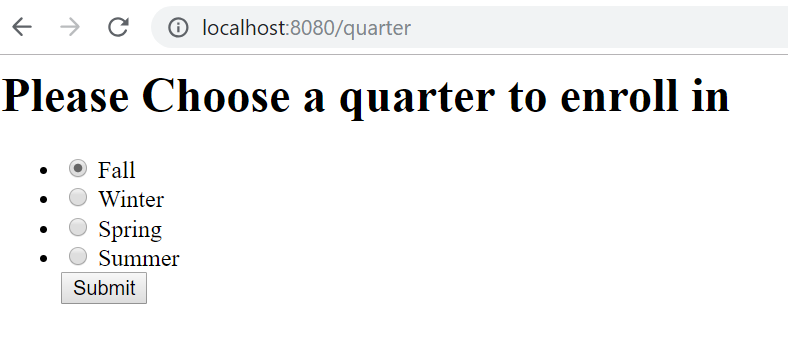 localhost:8080/quarter
Please Choose a quarter to enroll in
Fall
Winter
Spring
Summer
Submit